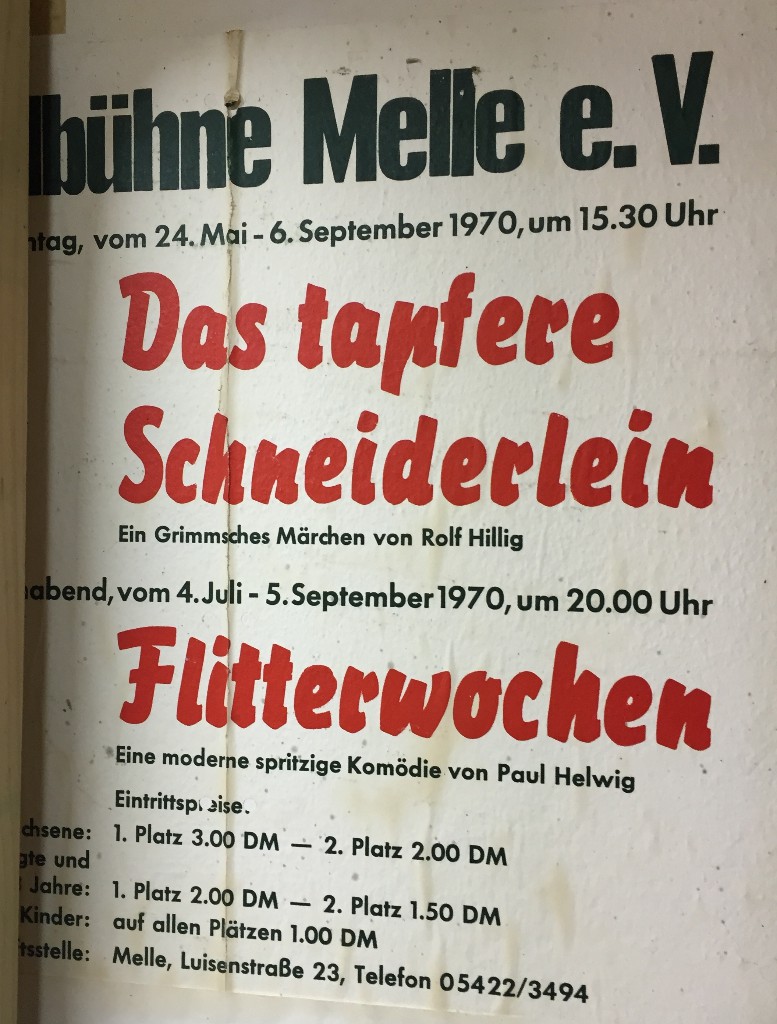 bühne Melle e.V.
ntag, vom 24. Mai - 6. September 1970, um 15.30 Uhr
Das tapfere
Schneiderlein
Ein Grimmsches Märchen von Rolf Hillig
abend, vom 4. Juli - 5. September 1970, um 20.00 Uhr
Flitterwochen
Eine moderne spritzige Komödie von Paul Helwig
Eintrittspreise.
chsene: 1. Platz 3.00 DM — 2. Platz 2.00 DM
gte und
Jahre: 1. Platz 2.00 DM — 2. Platz 1.50 DM
Kinder: auf allen Plätzen 1.00 DM
tsstelle: Melle, Luisenstraße 23, Telefon 05422/3494